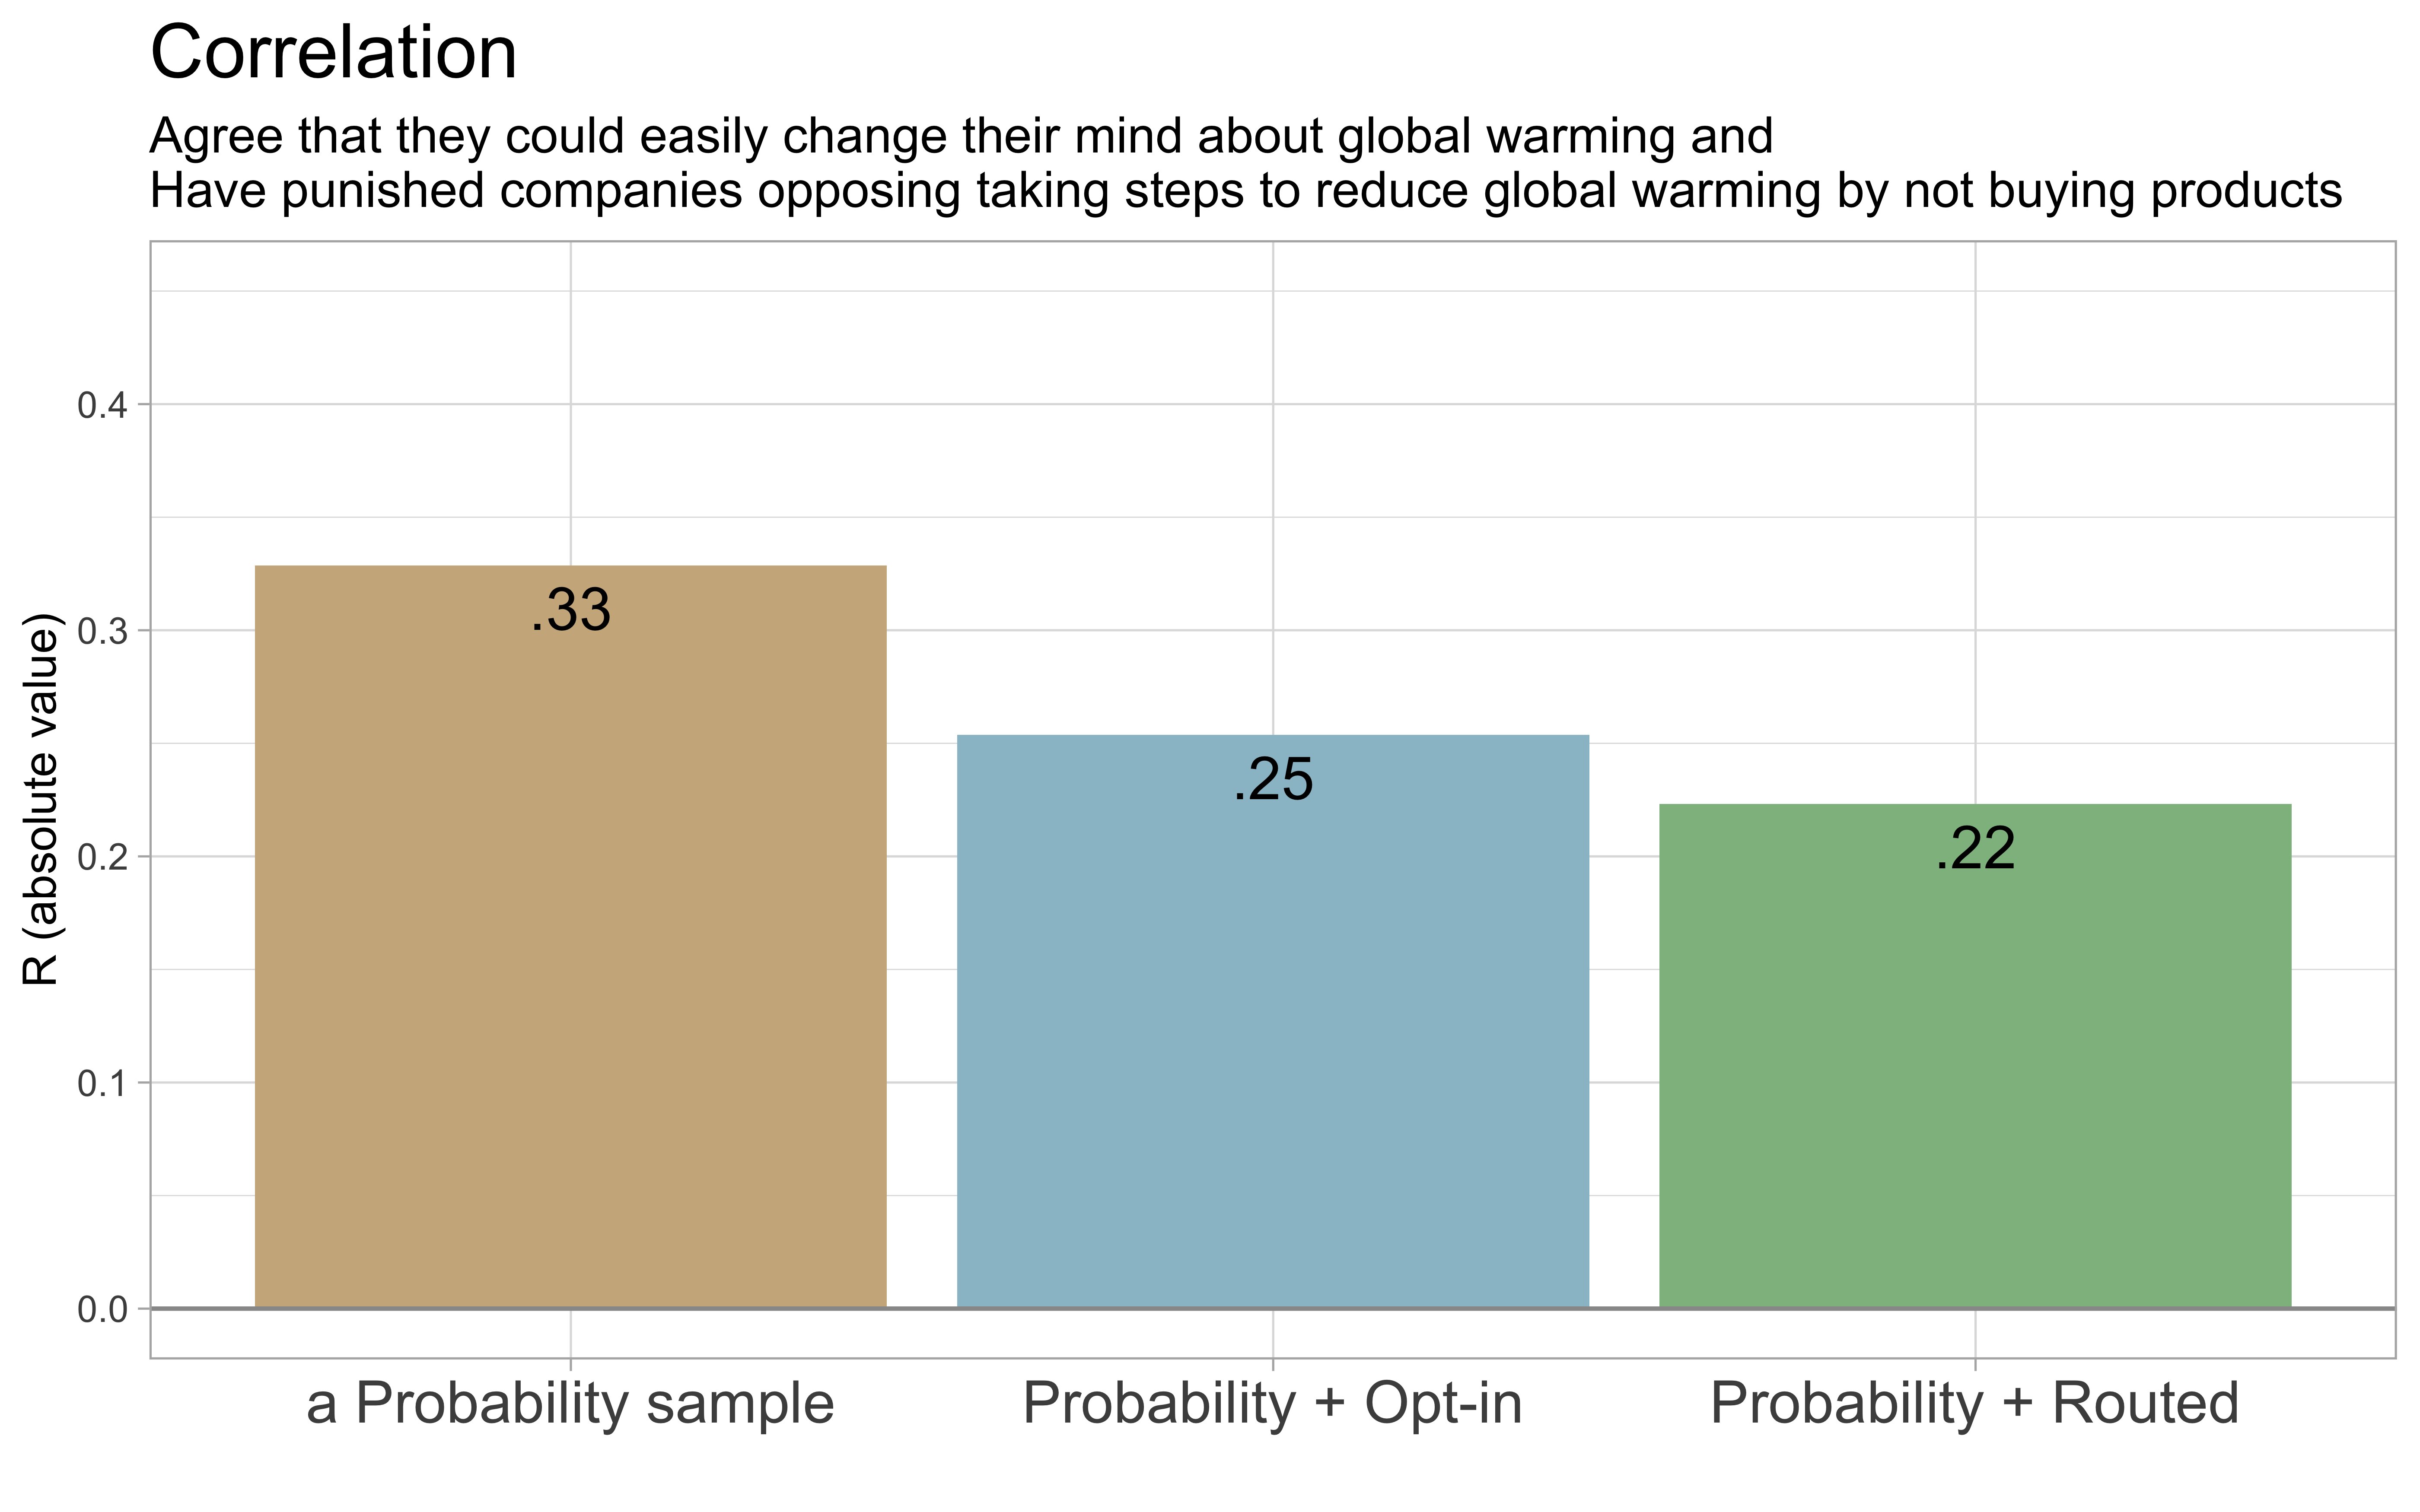 Correlation
Agree that they could easily change their mind about global warming and
Have punished companies opposing taking steps to reduce global warming by not buying products
R (absolute value)
0.4
0.3
0.2
0.1
0.0
.33
.25
.22
a Probability sample
Probability + Opt-in
Probability + Routed